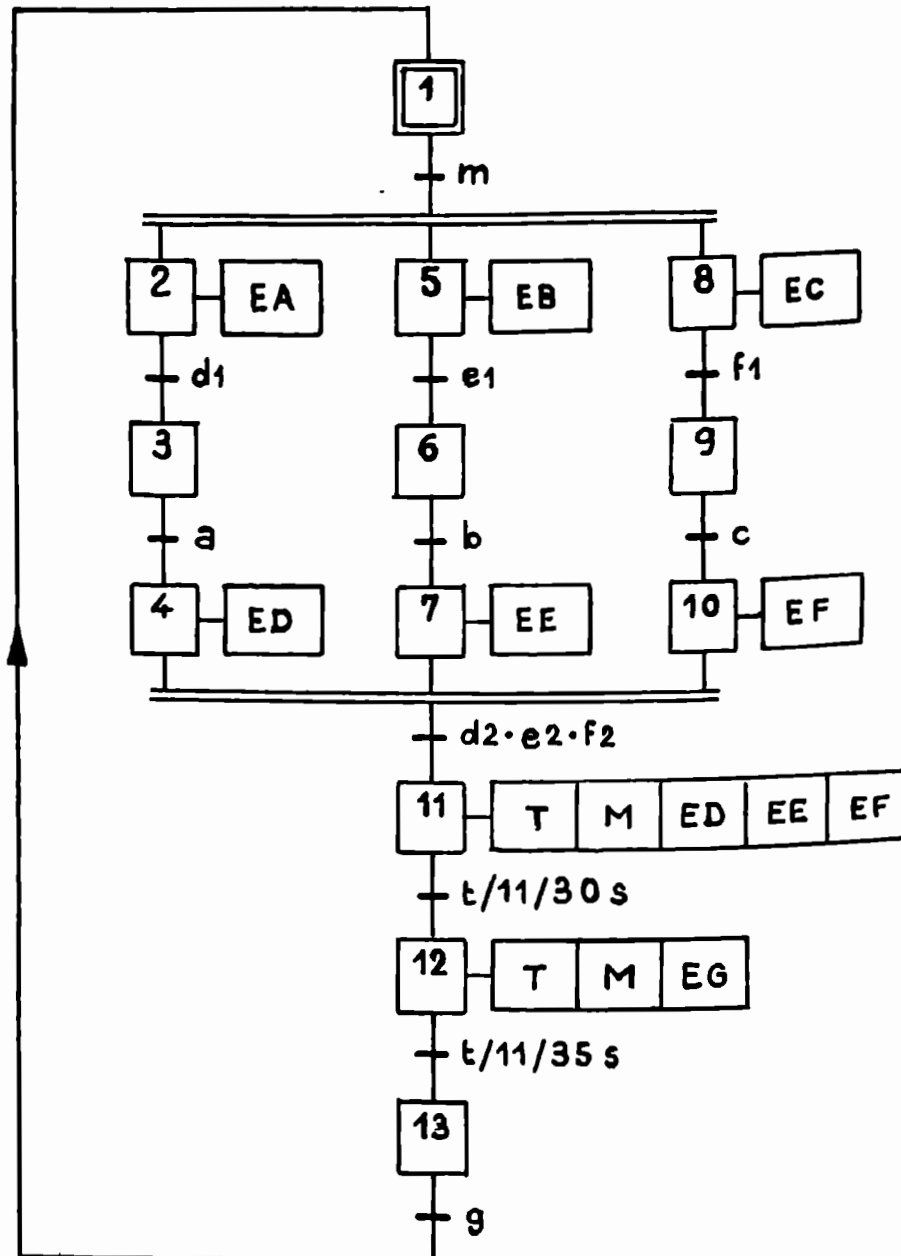 1
m
2 EA 5 EB 8 EC
d1 e1 f1
3 6 9
a b c
4 ED 7 EE 10 EF
d2·e2·f2
11 T M ED EE EF
t/11/30 s
12 T M EG
t/11/35 s
13
g